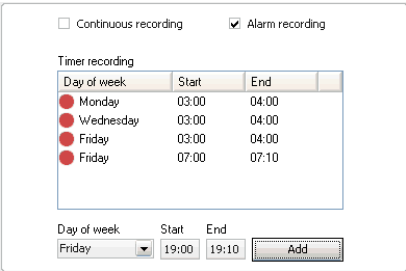 Continuous recording Alarm recording
Timer recording
Day of week Start End
Monday 03:00 04:00
Wednesday 03:00 04:00
Friday 03:00 04:00
Friday 07:00 07:10
Day of week Start End
Friday 19:00 19:10 Add